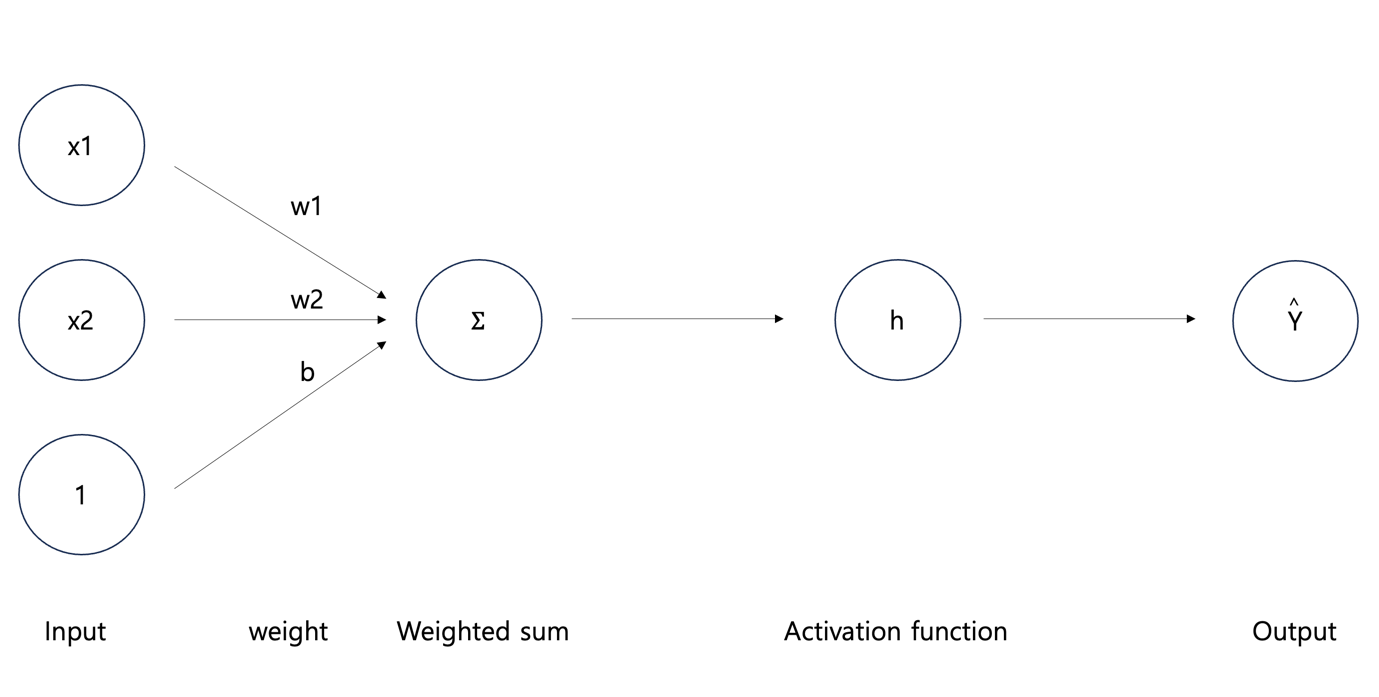 x1
w1
x2
w2
Σ
h
Ŷ
b
1
Input
weight
Weighted sum
Activation function
Output